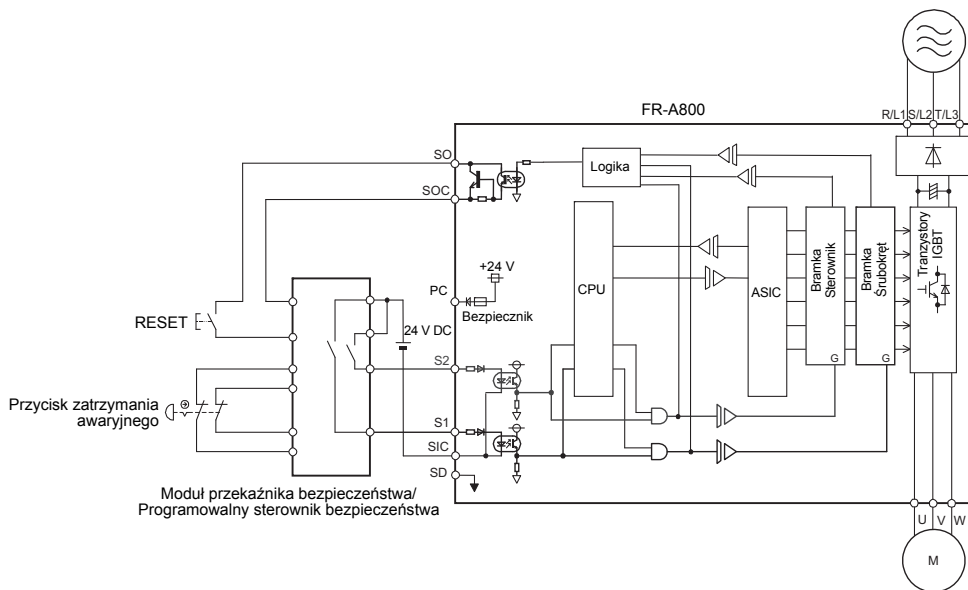 FR-A800
R/L1 S/L2 T/L3
SO
Logika
SOC
+24 V
PC
Bezpiecznik
CPU
ASIC
Bramka
Sterownik
G
Bramka
Śrubokręt
G
Tranzystory
IGBT
RESET
24 V DC
S2
Przycisk zatrzymania
awaryjnego
S1
SIC
SD
Moduł przekaźnika bezpieczeństwa/
Programowalny sterownik bezpieczeństwa
U V W
M